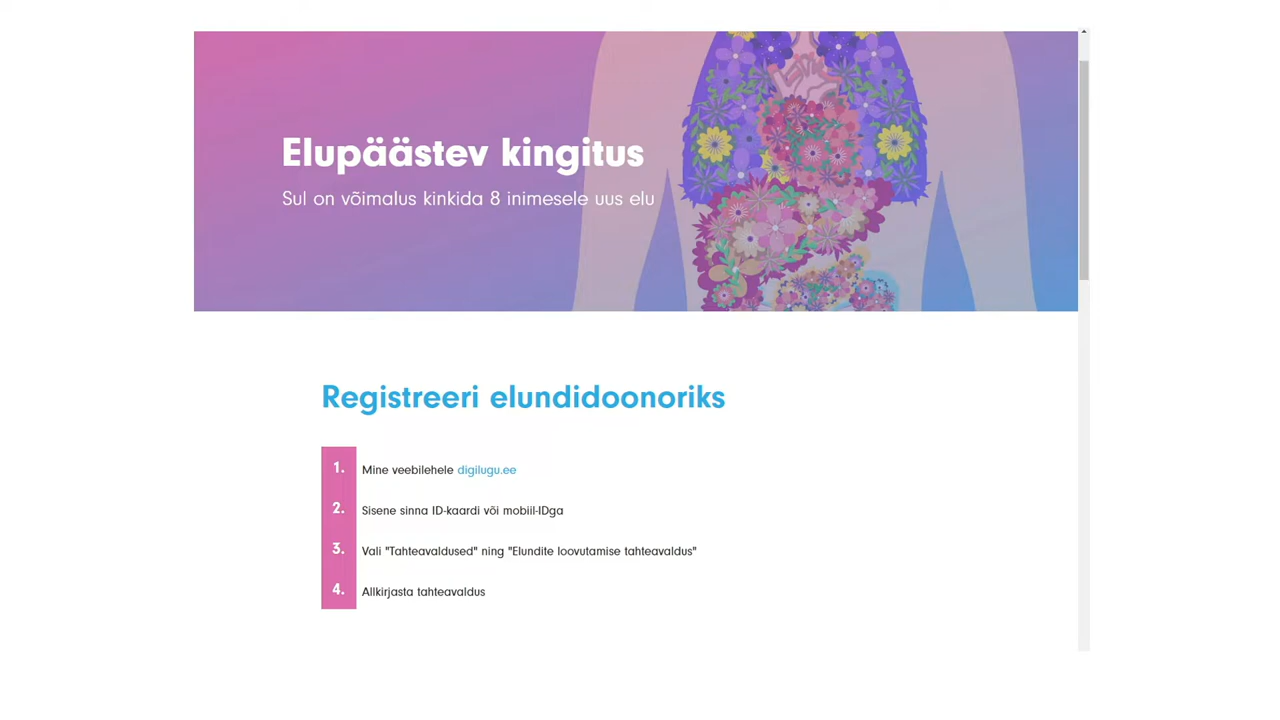 Elupäästev kingitus
Sul on võimalus kinkida 8 inimesele uus elu
Registreeri elundidoonoriks
1. Mine veebilehele digilugu.ee
2. Sisene sinna ID-kaardi või mobiil-IDga
3. Vali "Tahteavaldused" ning "Elundite loovutamise tahteavaldus"
4. Allkirjasta tahteavaldus